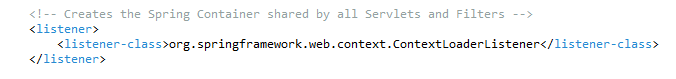 <!-- Creates the Spring Container shared by all Servlets and Filters -->
<listener>
    <listener-class>org.springframework.web.context.ContextLoaderListener</listener-class>
</listener>